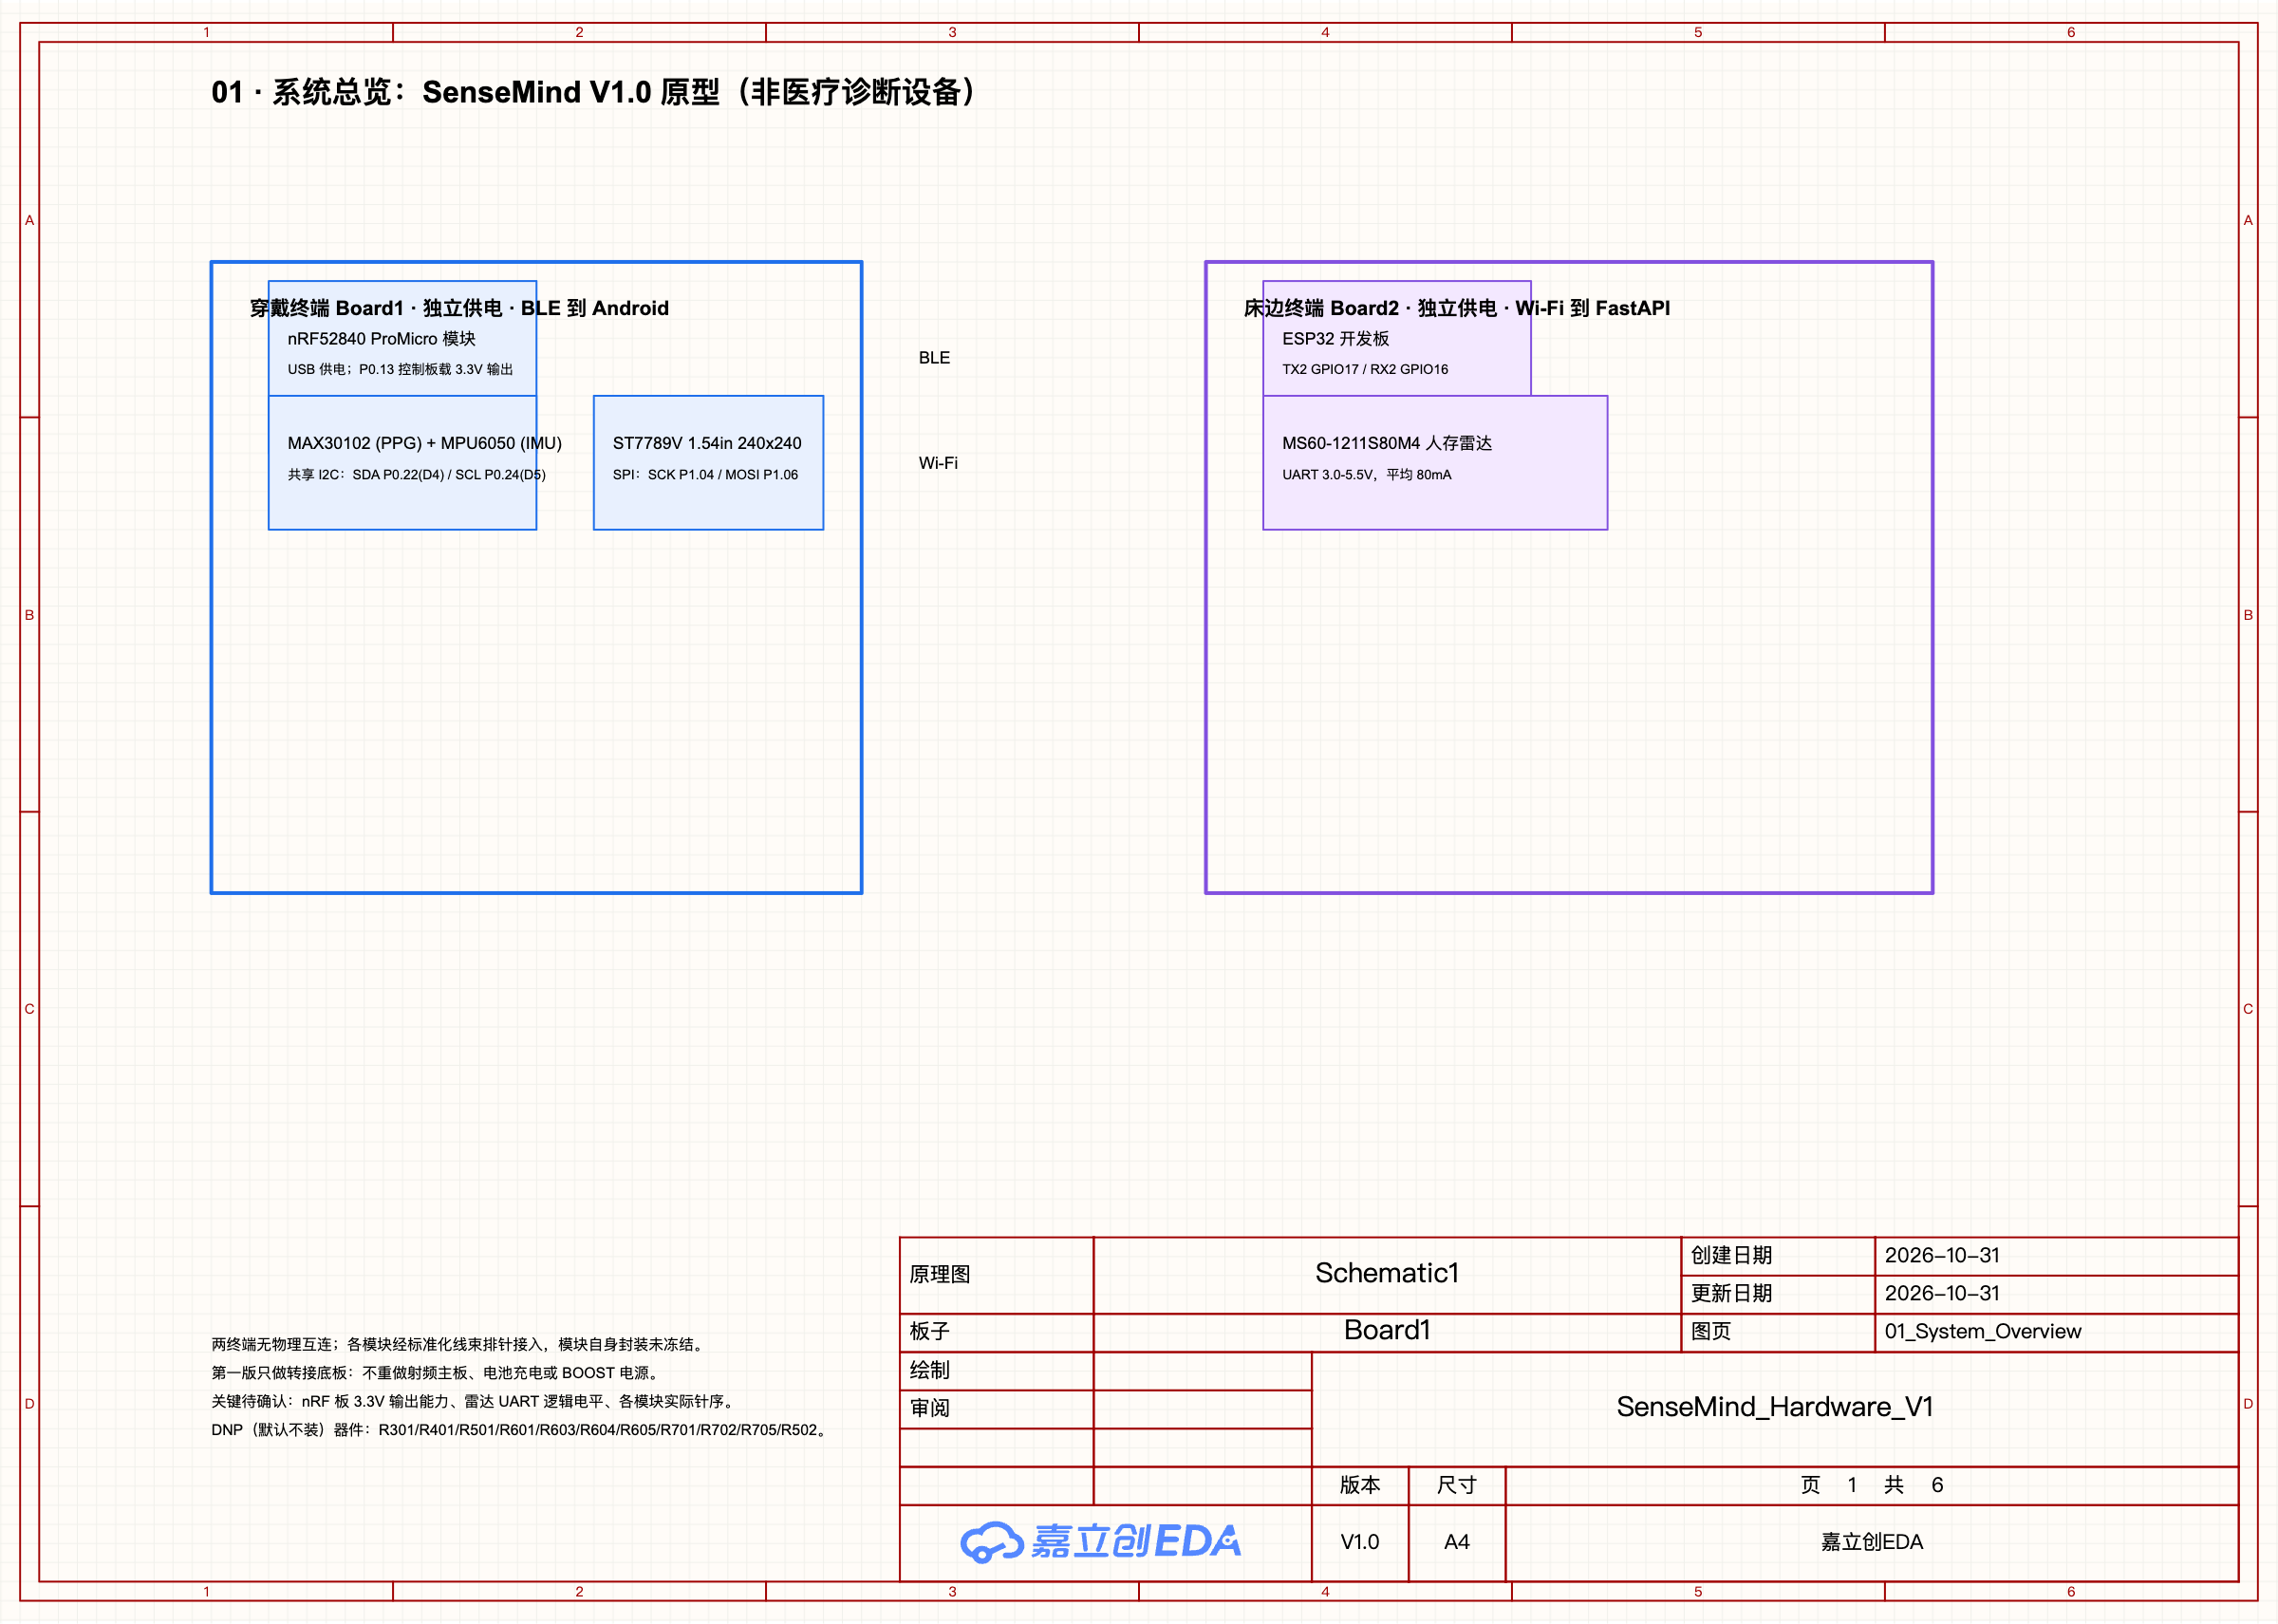 1 2 3 4 5 6
01 · 系统总览：SenseMind V1.0 原型（非医疗诊断设备）
A A
穿戴终端 Board1 · 独立供电 · BLE 到 Android
nRF52840 ProMicro 模块
USB 供电；P0.13 控制板载 3.3V 输出
MAX30102 (PPG) + MPU6050 (IMU)
共享 I2C：SDA P0.22(D4) / SCL P0.24(D5)
ST7789V 1.54in 240x240
SPI：SCK P1.04 / MOSI P1.06
BLE
Wi-Fi
床边终端 Board2 · 独立供电 · Wi-Fi 到 FastAPI
ESP32 开发板
TX2 GPIO17 / RX2 GPIO16
MS60-1211S80M4 人存雷达
UART 3.0-5.5V，平均 80mA
B B
C C
两终端无物理互连；各模块经标准化线束排针接入，模块自身封装未冻结。
第一版只做转接底板：不重做射频主板、电池充电或 BOOST 电源。
关键待确认：nRF 板 3.3V 输出能力、雷达 UART 逻辑电平、各模块实际针序。
DNP（默认不装）器件：R301/R401/R501/R601/R603/R604/R605/R701/R702/R705/R502。
D D
原理图 Schematic1 创建日期 2026-10-31
更新日期 2026-10-31
板子 Board1 图页 01_System_Overview
绘制
审阅
SenseMind_Hardware_V1
版本 尺寸 页 1 共 6
嘉立创EDA V1.0 A4 嘉立创EDA
1 2 3 4 5 6